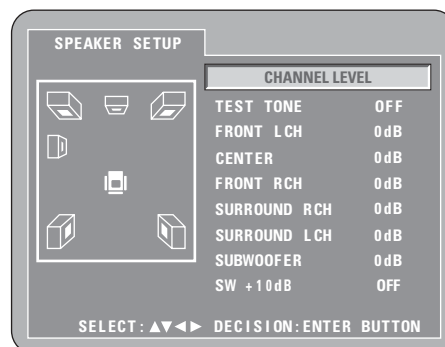 SPEAKER SETUP
CHANNEL LEVEL
TEST TONE OFF
FRONT LCH 0dB
CENTER 0dB
FRONT RCH 0dB
SURROUND RCH 0dB
SURROUND LCH 0dB
SUBWOOFER 0dB
SW +10dB OFF
SELECT:▲▼◀▶ DECISION:ENTER BUTTON